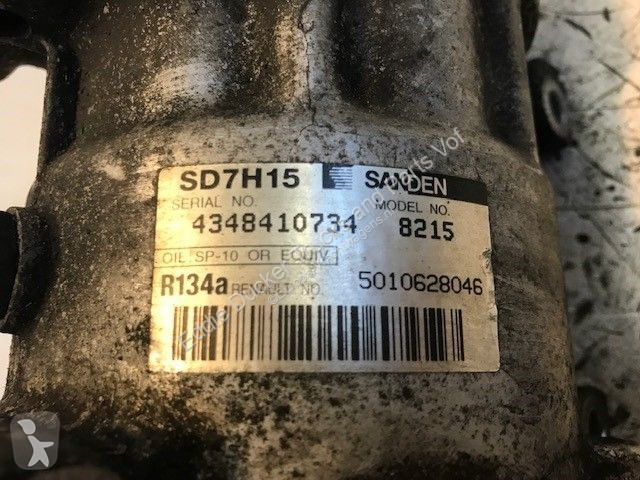 SD7H15 SANDEN
SERIAL NO. MODEL NO.
4348410734 8215
OIL SP-10 OR EQUIV.
R134a RENAULT NO 5010628046